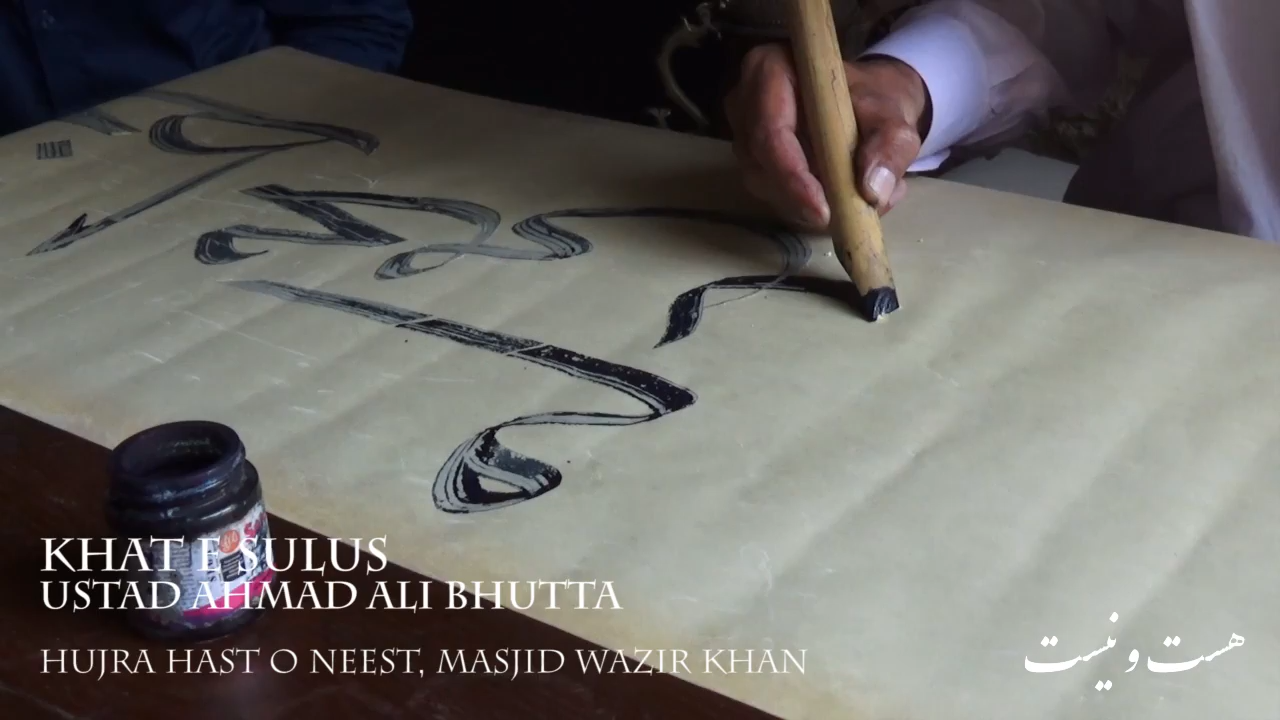 KHAT E SULUS
USTAD AHMAD ALI BHUTTA
HUJRA HAST O NEEST, MASJID WAZIR KHAN
هست و نیست